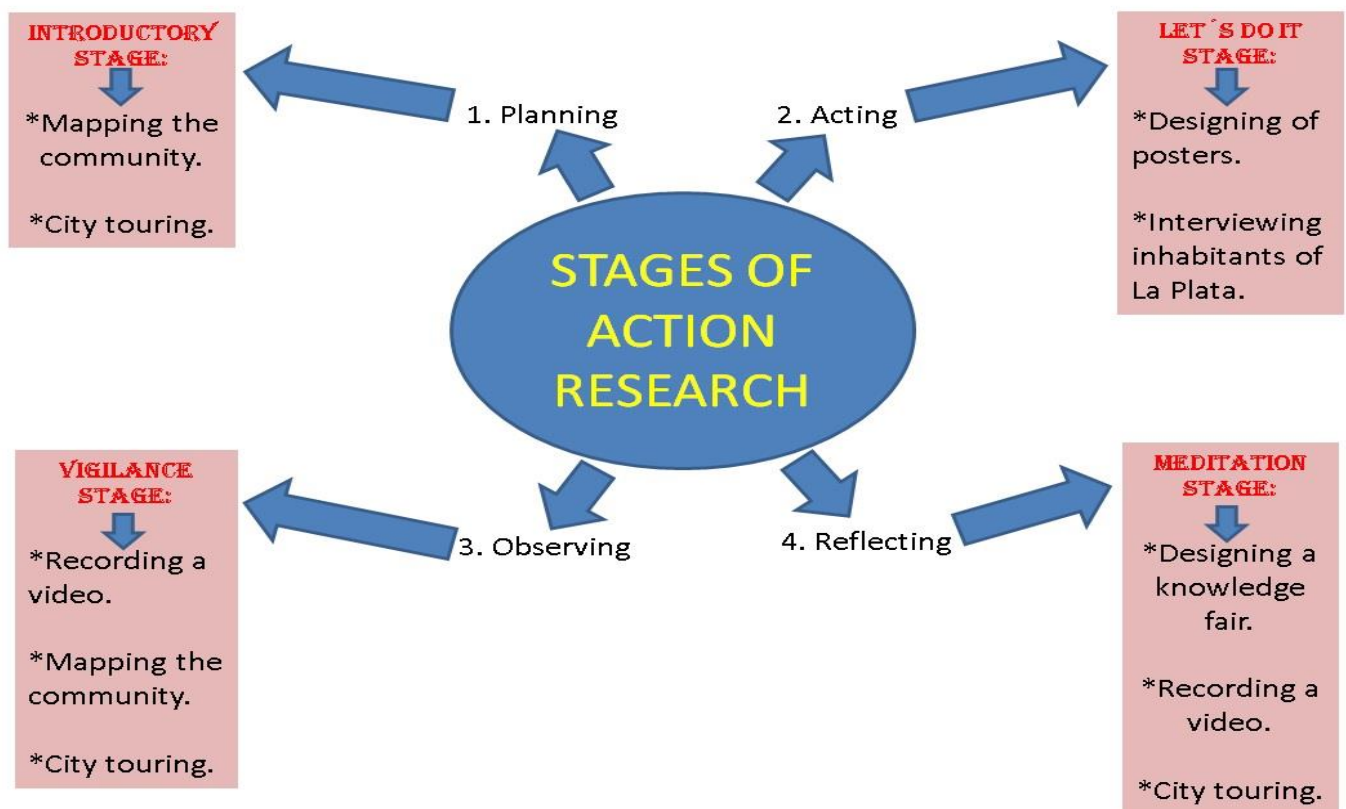 STAGES OF
ACTION
RESEARCH
1. Planning
INTRODUCTORY
STAGE:
*Mapping the
community.
*City touring.
2. Acting
LET´S DO IT
STAGE:
*Designing of
posters.
*Interviewing
inhabitants of
La Plata.
3. Observing
VIGILANCE
STAGE:
*Recording a
video.
*Mapping the
community.
*City touring.
4. Reflecting
MEDITATION
STAGE:
*Designing a
knowledge
fair.
*Recording a
video.
*City touring.